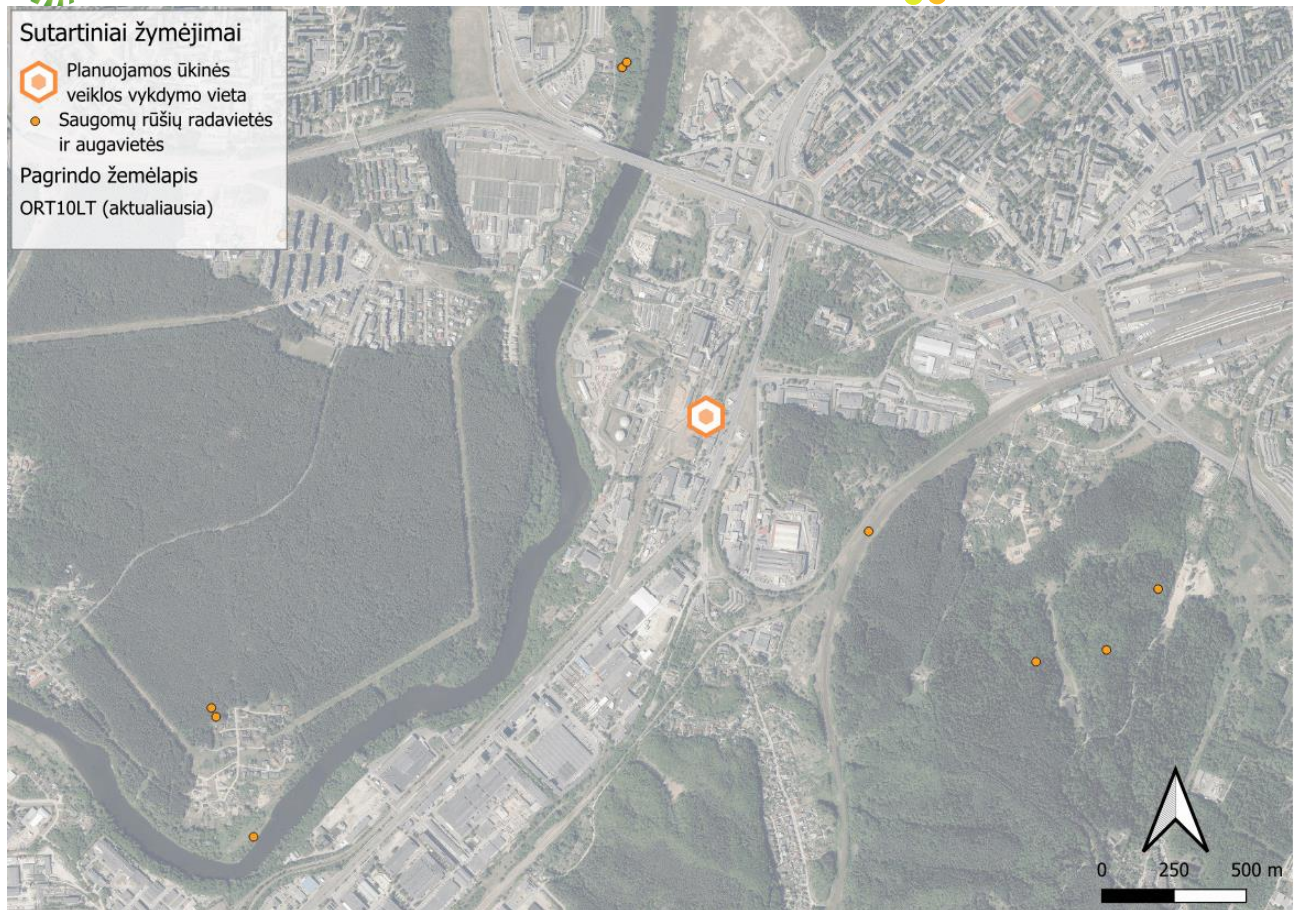 Sutartiniai žymėjimai
Planuojamos ūkinės
veiklos vykdymo vieta
Saugomų rūšių radavietės
ir augavietės
Pagrindo žemėlapis
ORT10LT (aktualiausia)
0 250 500 m